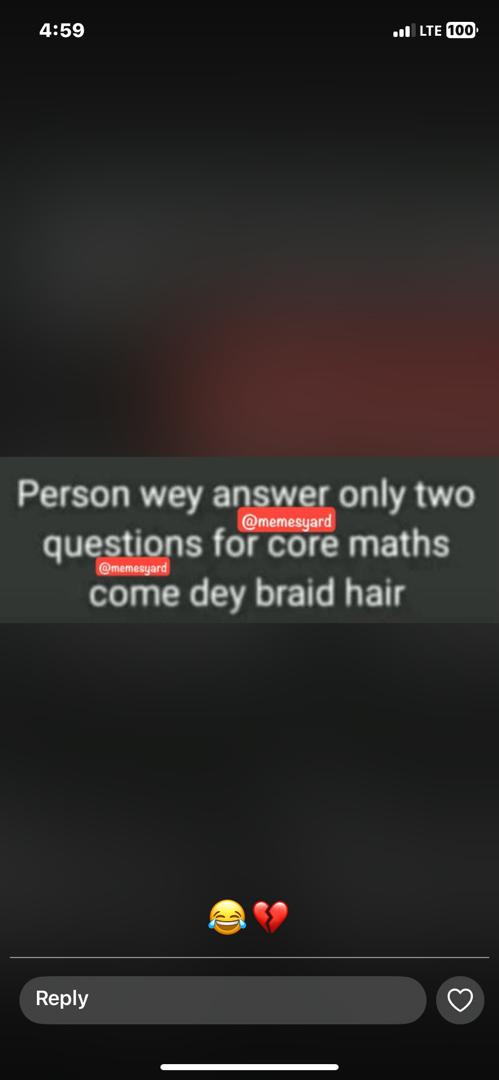 4:59 LTE 100
Person wey answer only two
@memesyard
questions for core maths
@memesyard
come dey braid hair
😂💔
Reply